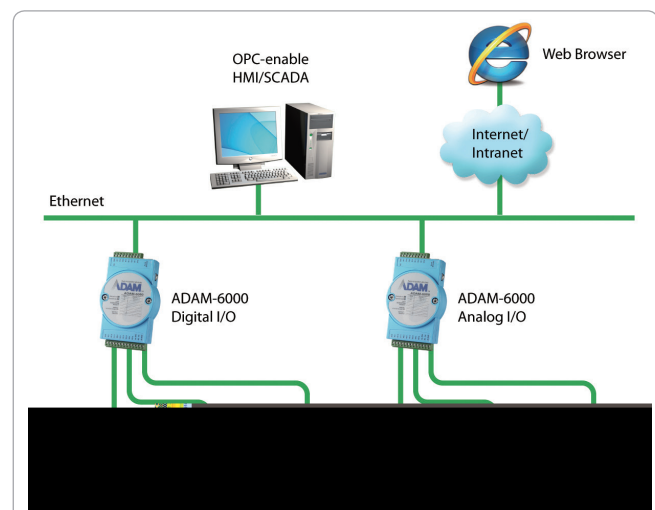 OPC-enable
HMI/SCADA
Web Browser
Internet/
Intranet
Ethernet
ADAM
ADAM-6000
Digital I/O
ADAM
ADAM-6000
Analog I/O